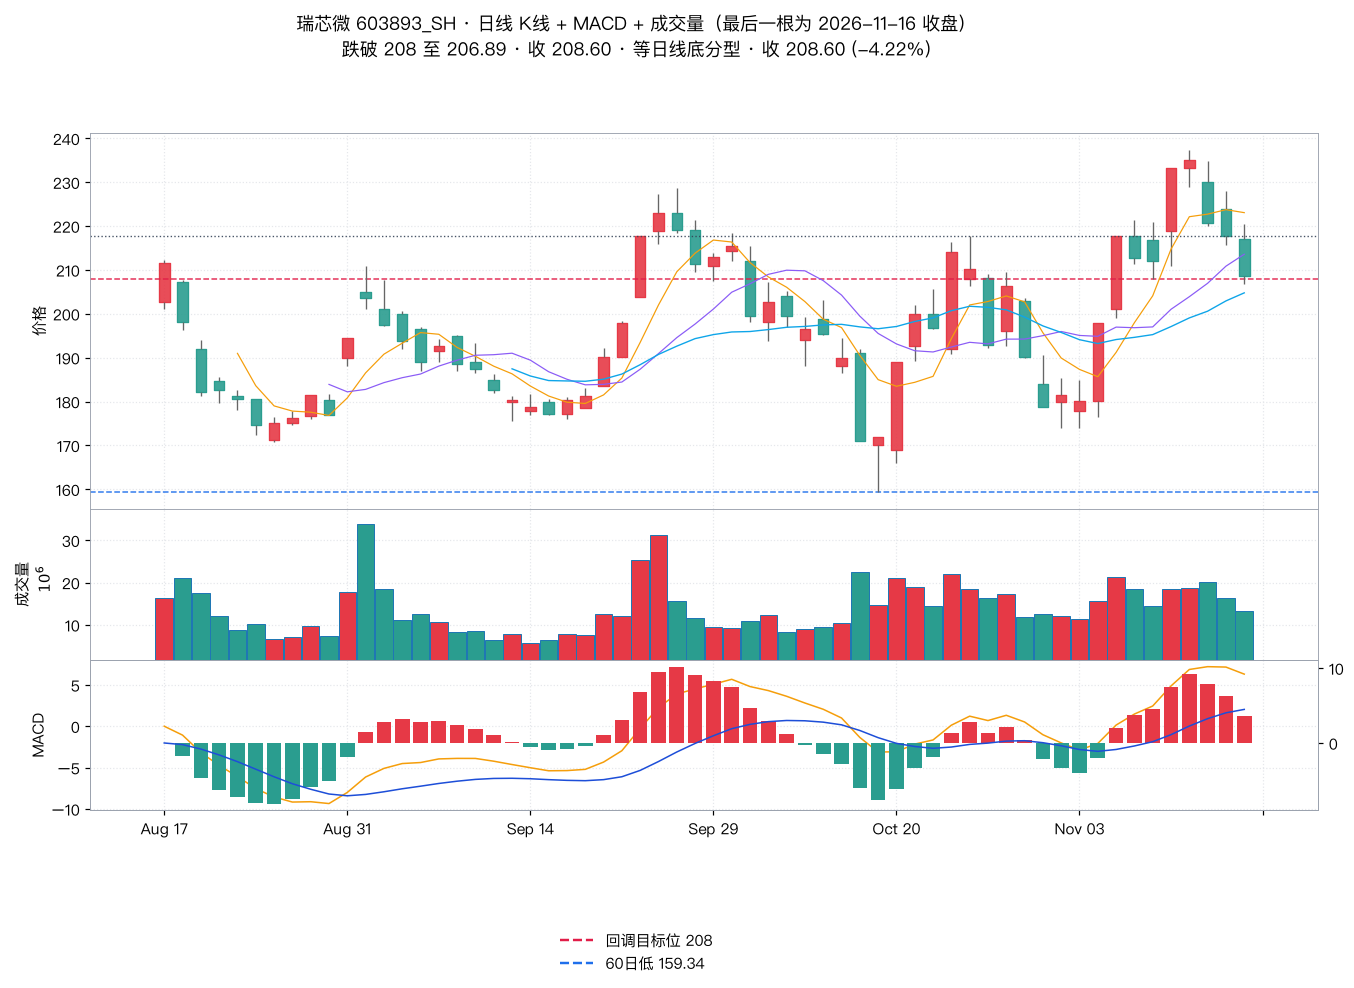 瑞芯微 603893_SH · 日线 K线 + MACD + 成交量（最后一根为 2026−11−16 收盘）
跌破 208 至 206.89 · 收 208.60 · 等日线底分型 · 收 208.60 (−4.22%)
价格
240
230
220
210
200
190
180
170
160
成交量
10⁶
30
20
10
MACD
5
0
−5
−10
10
0
Aug 17
Aug 31
Sep 14
Sep 29
Oct 20
Nov 03
回调目标位 208
60日低 159.34